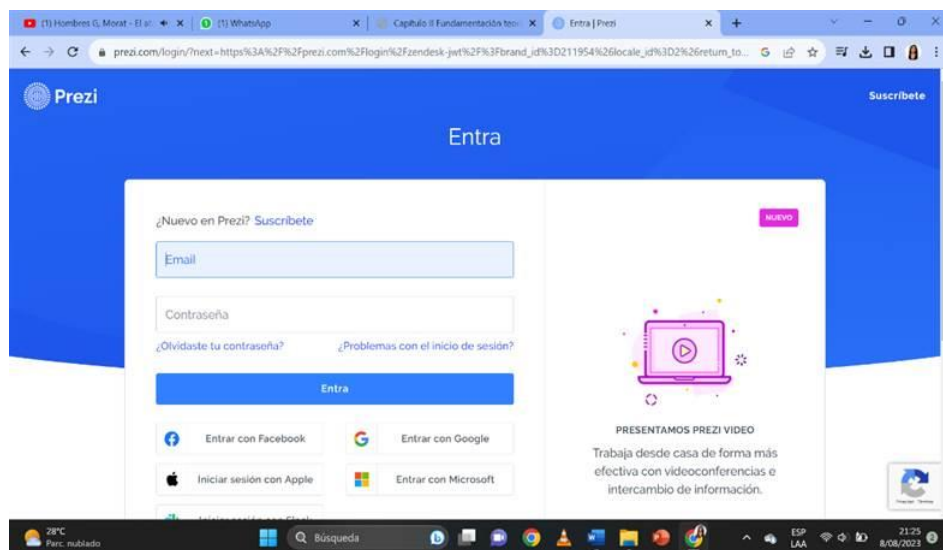 (1) Hombres G, Morat - El at
(1) WhatsApp
Capítulo II Fundamentación teó
Entra | Prezi
prezi.com/login/?next=https%3A%2F%2Fprezi.com%2Flogin%2Fzendesk-jwt%2F%3Fbrand_id%3D211954%26locale_id%3D2%26return_to...
Prezi
Suscríbete
Entra
¿Nuevo en Prezi? Suscríbete
NUEVO
Email
Contraseña
¿Olvidaste tu contraseña? ¿Problemas con el inicio de sesión?
Entra
Entrar con Facebook
Entrar con Google
Iniciar sesión con Apple
Entrar con Microsoft
PRESENTAMOS PREZI VIDEO
Trabaja desde casa de forma más
efectiva con videoconferencias e
intercambio de información.
28°C
Parc. nublado
Búsqueda
ESP
LAA
21:25
8/08/2023